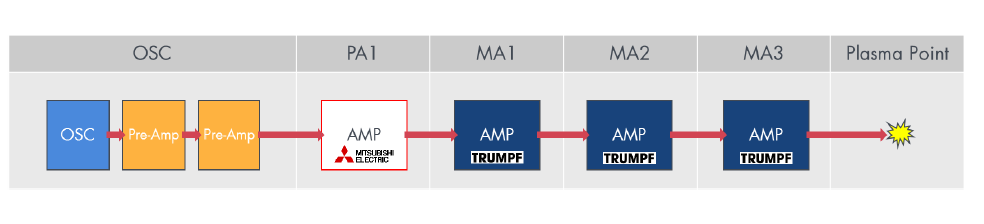 OSC PA1 MA1 MA2 MA3 Plasma Point
OSC Pre-Amp Pre-Amp AMP AMP AMP AMP
MITSUBISHI
ELECTRIC
TRUMPF TRUMPF TRUMPF